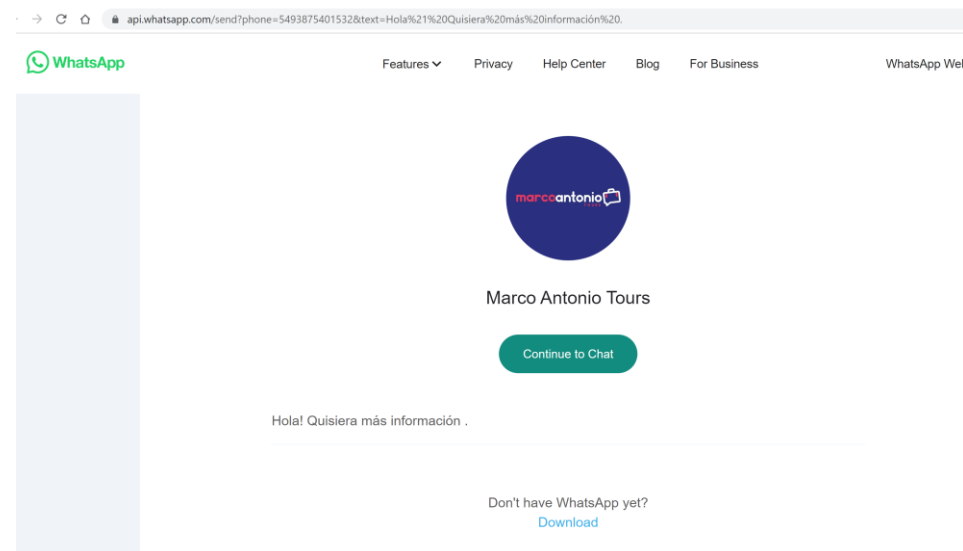 api.whatsapp.com/send?phone=5493875401532&text=Hola%21%20Quisiera%20más%20información%20.
WhatsApp
Features Privacy Help Center Blog For Business WhatsApp Web
marcoantonio
Marco Antonio Tours
Continue to Chat
Hola! Quisiera más información .
Don't have WhatsApp yet?
Download